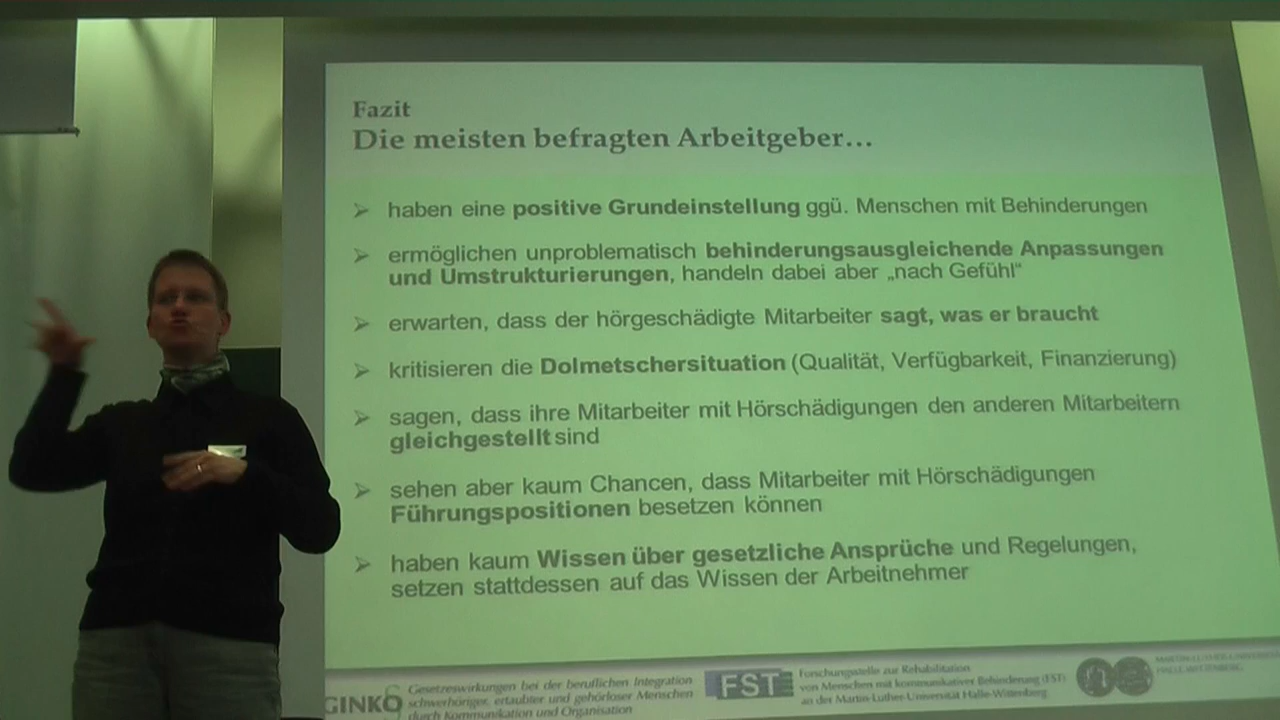 Fazit
Die meisten befragten Arbeitgeber…
haben eine positive Grundeinstellung ggü. Menschen mit Behinderungen
ermöglichen unproblematisch behinderungsausgleichende Anpassungen
und Umstrukturierungen, handeln dabei aber „nach Gefühl“
erwarten, dass der hörgeschädigte Mitarbeiter sagt, was er braucht
kritisieren die Dolmetschersituation (Qualität, Verfügbarkeit, Finanzierung)
sagen, dass ihre Mitarbeiter mit Hörschädigungen den anderen Mitarbeitern
gleichgestellt sind
sehen aber kaum Chancen, dass Mitarbeiter mit Hörschädigungen
Führungspositionen besetzen können
haben kaum Wissen über gesetzliche Ansprüche und Regelungen,
setzen stattdessen auf das Wissen der Arbeitnehmer
GINKO
Gesetzeswirkungen bei der beruflichen Integration
schwerhöriger, ertaubter und gehörloser Menschen
durch Kommunikation und Organisation
FST
Forschungsstelle zur Rehabilitation
von Menschen mit kommunikativer Behinderung (FST)
an der Martin-Luther-Universität Halle-Wittenberg
MARTIN-LUTHER-UNIVERSITÄT
HALLE-WITTENBERG